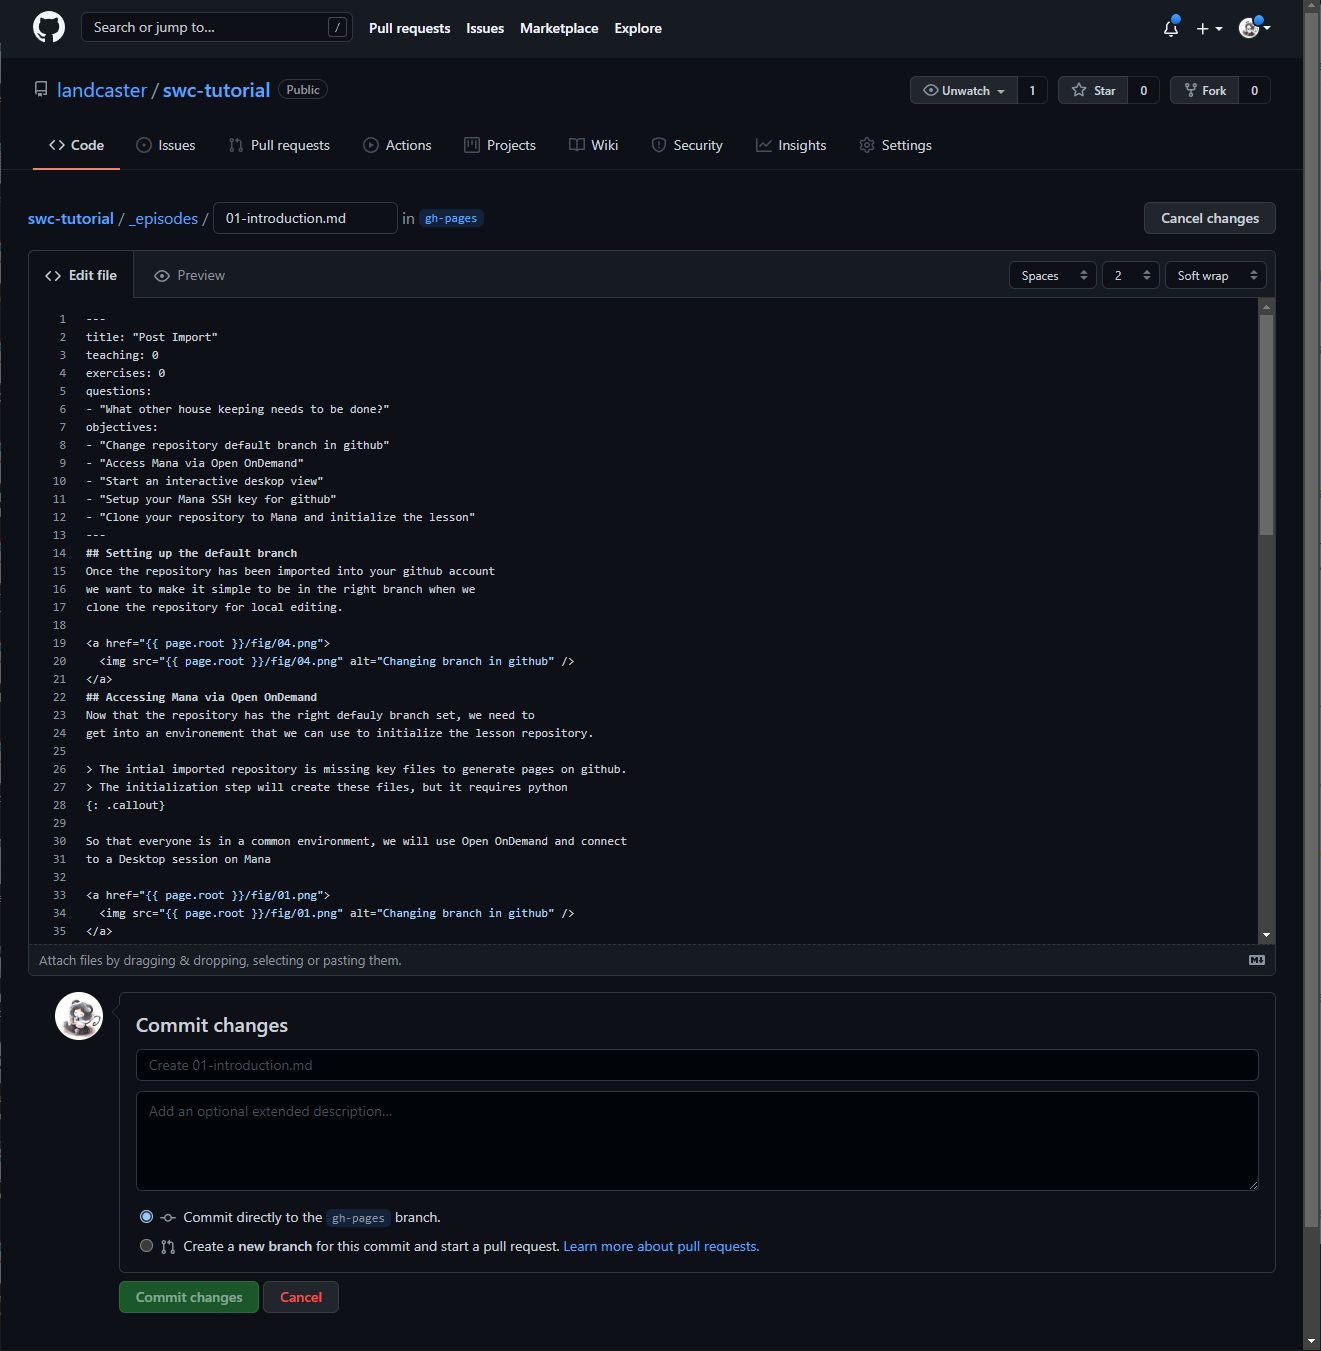 Search or jump to... /
Pull requests Issues Marketplace Explore
landcaster / swc-tutorial Public
Unwatch 1 Star 0 Fork 0
Code Issues Pull requests Actions Projects Wiki Security Insights Settings
swc-tutorial / _episodes / 01-introduction.md in gh-pages Cancel changes
Edit file Preview Spaces 2 Soft wrap
1 ---
2 title: "Post Import"
3 teaching: 0
4 exercises: 0
5 questions:
6 - "What other house keeping needs to be done?"
7 objectives:
8 - "Change repository default branch in github"
9 - "Access Mana via Open OnDemand"
10 - "Start an interactive deskop view"
11 - "Setup your Mana SSH key for github"
12 - "Clone your repository to Mana and initialize the lesson"
13 ---
14 ## Setting up the default branch
15 Once the repository has been imported into your github account
16 we want to make it simple to be in the right branch when we
17 clone the repository for local editing.
18
19 <a href="{{ page.root }}/fig/04.png">
20 <img src="{{ page.root }}/fig/04.png" alt="Changing branch in github" />
21 </a>
22 ## Accessing Mana via Open OnDemand
23 Now that the repository has the right defauly branch set, we need to
24 get into an environement that we can use to initialize the lesson repository.
25
26 > The intial imported repository is missing key files to generate pages on github.
27 > The initialization step will create these files, but it requires python
28 {: .callout}
29
30 So that everyone is in a common environment, we will use Open OnDemand and connect
31 to a Desktop session on Mana
32
33 <a href="{{ page.root }}/fig/01.png">
34 <img src="{{ page.root }}/fig/01.png" alt="Changing branch in github" />
35 </a>
Attach files by dragging & dropping, selecting or pasting them.
Commit changes
Create 01-introduction.md
Add an optional extended description...
Commit directly to the gh-pages branch.
Create a new branch for this commit and start a pull request. Learn more about pull requests.
Commit changes Cancel